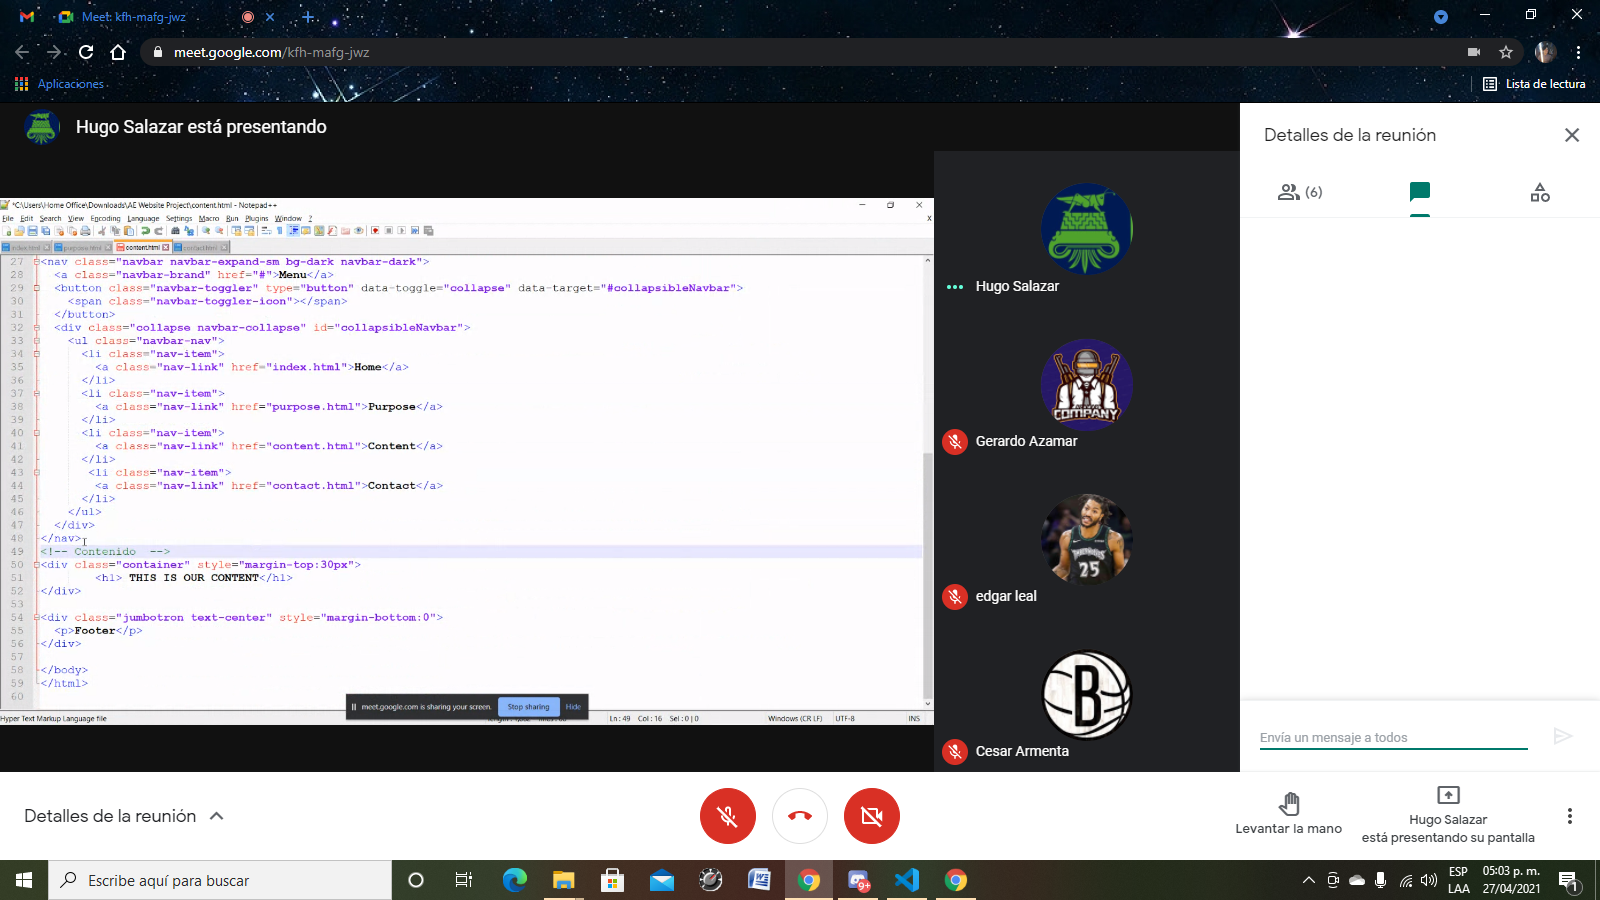 Meet: kfh-mafg-jwz
meet.google.com/kfh-mafg-jwz
Aplicaciones
Lista de lectura
Hugo Salazar está presentando
*C:\Users\Home Office\Downloads\AE Website Project\content.html - Notepad++
File Edit Search View Encoding Language Settings Macro Run Plugins Window ?
index.html purpose.html content.html contact.html
27 <nav class="navbar navbar-expand-sm bg-dark navbar-dark">
28 <a class="navbar-brand" href="#">Menu</a>
29 <button class="navbar-toggler" type="button" data-toggle="collapse" data-target="#collapsibleNavbar">
30 <span class="navbar-toggler-icon"></span>
31 </button>
32 <div class="collapse navbar-collapse" id="collapsibleNavbar">
33 <ul class="navbar-nav">
34 <li class="nav-item">
35 <a class="nav-link" href="index.html">Home</a>
36 </li>
37 <li class="nav-item">
38 <a class="nav-link" href="purpose.html">Purpose</a>
39 </li>
40 <li class="nav-item">
41 <a class="nav-link" href="content.html">Content</a>
42 </li>
43 <li class="nav-item">
44 <a class="nav-link" href="contact.html">Contact</a>
45 </li>
46 </ul>
47 </div>
48 </nav>
49 <!-- Contenido -->
50 <div class="container" style="margin-top:30px">
51 <h1> THIS IS OUR CONTENT</h1>
52 </div>
53
54 <div class="jumbotron text-center" style="margin-bottom:0">
55 <p>Footer</p>
56 </div>
57
58 </body>
59 </html>
60
meet.google.com is sharing your screen. Stop sharing Hide
Hyper Text Markup Language file Ln : 49 Col : 16 Sel : 0 | 0 Windows (CR LF) UTF-8 INS
Hugo Salazar
COMPANY
Gerardo Azamar
25
edgar leal
B
Cesar Armenta
Detalles de la reunión
(6)
Envía un mensaje a todos
Detalles de la reunión
Levantar la mano
Hugo Salazar
está presentando su pantalla
Escribe aquí para buscar
9+
ESP
LAA
05:03 p. m.
27/04/2021
1